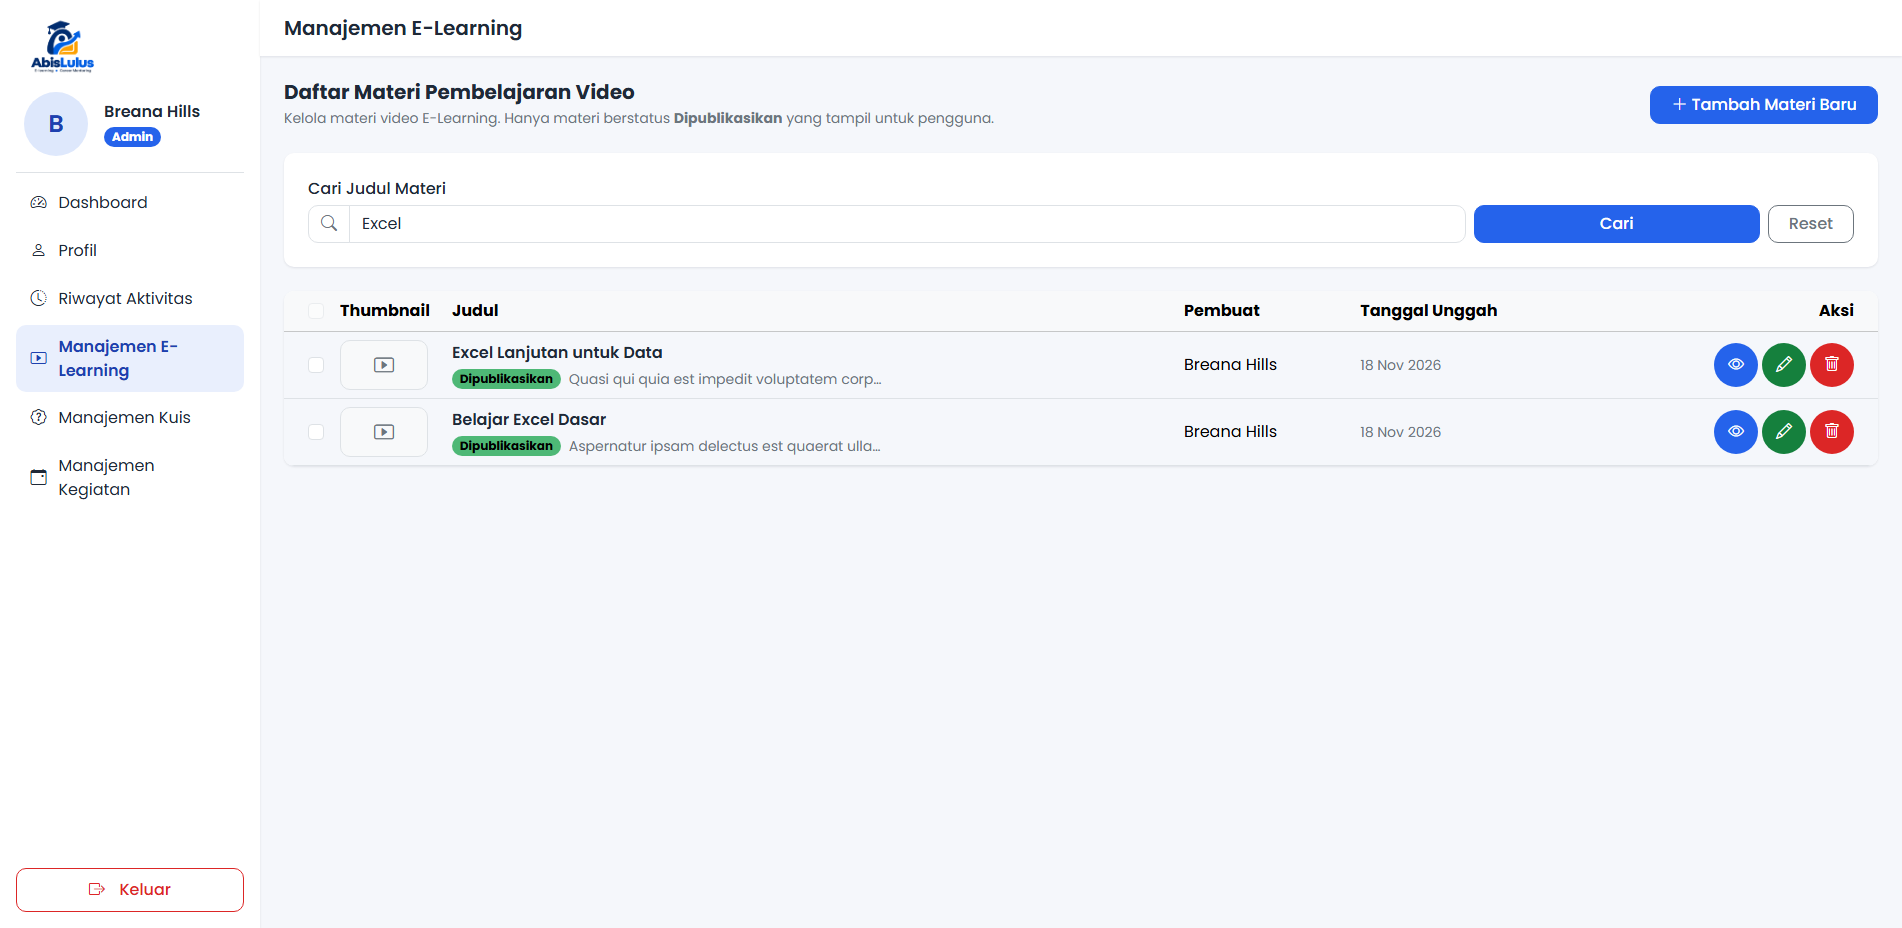 AbisLulus
B
Breana Hills
Admin
Dashboard
Profil
Riwayat Aktivitas
Manajemen E-
Learning
Manajemen Kuis
Manajemen
Kegiatan
Keluar
Manajemen E-Learning
Daftar Materi Pembelajaran Video
Kelola materi video E-Learning. Hanya materi berstatus Dipublikasikan yang tampil untuk pengguna.
+ Tambah Materi Baru
Cari Judul Materi
Excel
Cari
Reset
Thumbnail Judul Pembuat Tanggal Unggah Aksi
Excel Lanjutan untuk Data
Dipublikasikan Quasi qui quia est impedit voluptatem corp...
Breana Hills
18 Nov 2026
Belajar Excel Dasar
Dipublikasikan Aspernatur ipsam delectus est quaerat ulla...
Breana Hills
18 Nov 2026